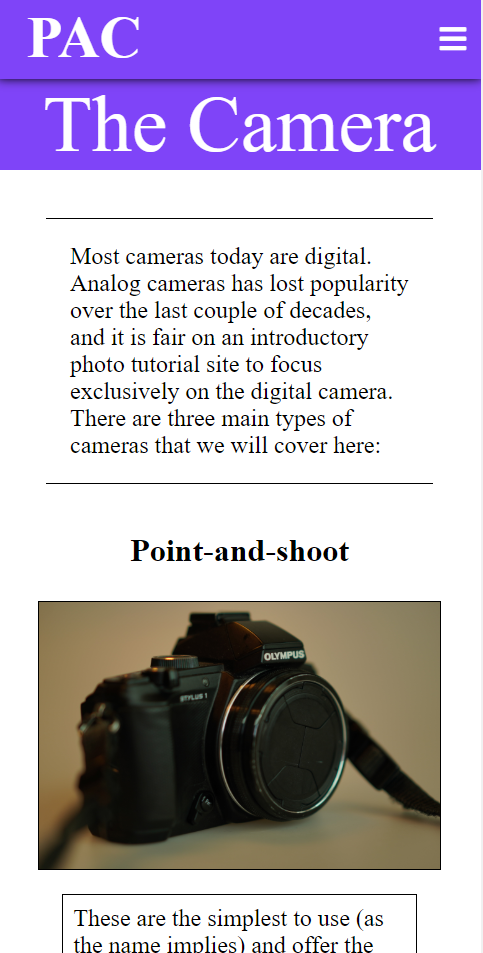 PAC
The Camera
Most cameras today are digital.
Analog cameras has lost popularity
over the last couple of decades,
and it is fair on an introductory
photo tutorial site to focus
exclusively on the digital camera.
There are three main types of
cameras that we will cover here:
Point-and-shoot
OLYMPUS
STYLUS 1
These are the simplest to use (as
the name implies) and offer the